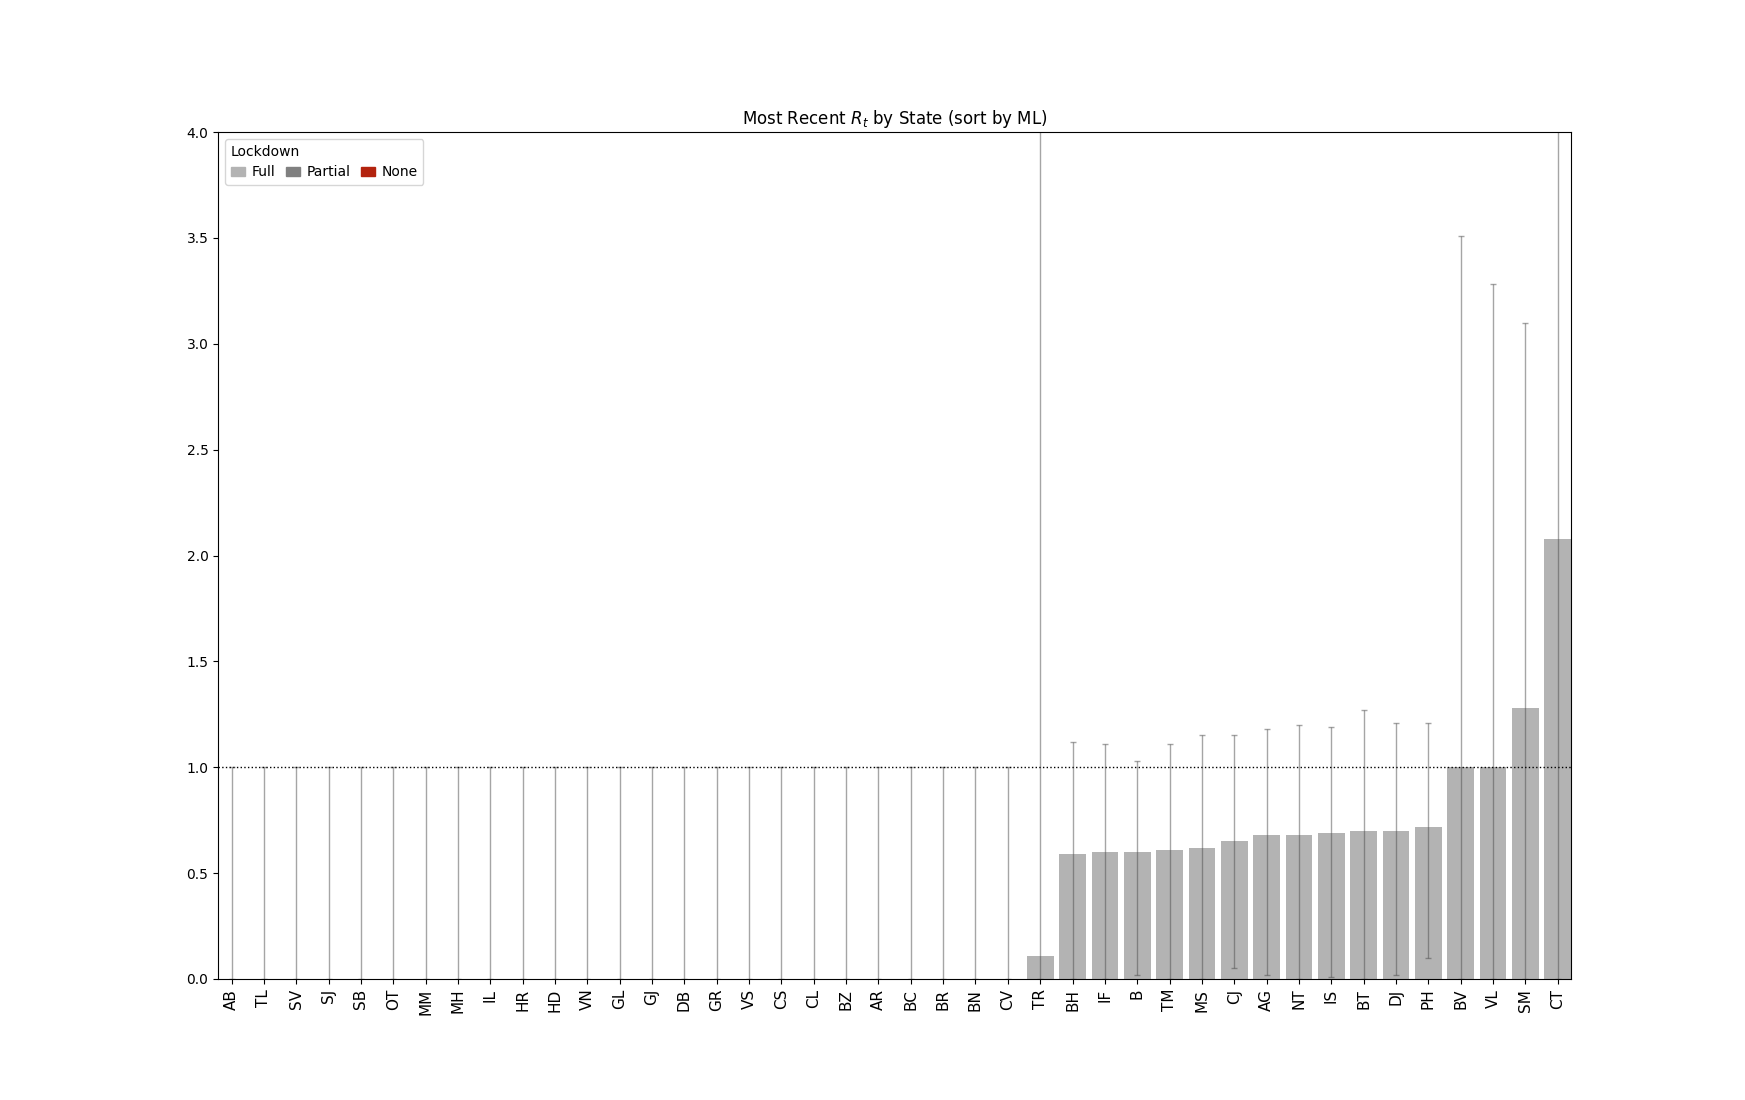 Most Recent R_t by State (sort by ML)
4.0
Lockdown
Full Partial None
3.5
3.0
2.5
2.0
1.5
1.0
0.5
0.0
AB TL SV SJ SB OT MM MH IL HR HD VN GL GJ DB GR VS CS CL BZ AR BC BR BN CV TR BH IF B TM MS CJ AG NT IS BT DJ PH BV VL SM CT